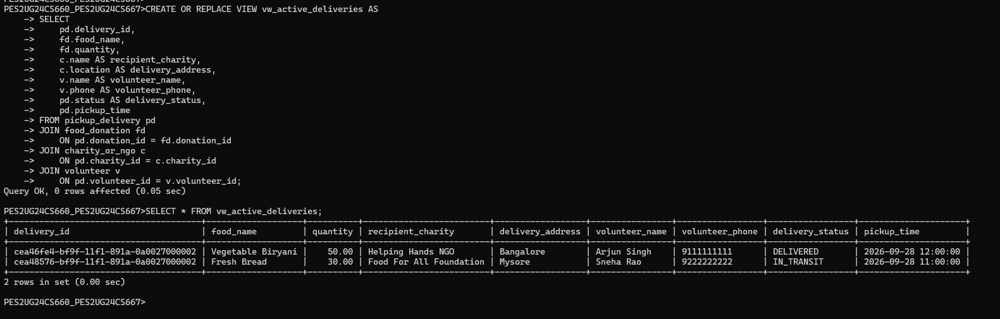 PES2UG24CS660_PES2UG24CS667>
PES2UG24CS660_PES2UG24CS667>CREATE OR REPLACE VIEW vw_active_deliveries AS
    -> SELECT
    ->     pd.delivery_id,
    ->     fd.food_name,
    ->     fd.quantity,
    ->     c.name AS recipient_charity,
    ->     c.location AS delivery_address,
    ->     v.name AS volunteer_name,
    ->     v.phone AS volunteer_phone,
    ->     pd.status AS delivery_status,
    ->     pd.pickup_time
    -> FROM pickup_delivery pd
    -> JOIN food_donation fd
    ->     ON pd.donation_id = fd.donation_id
    -> JOIN charity_or_ngo c
    ->     ON pd.charity_id = c.charity_id
    -> JOIN volunteer v
    ->     ON pd.volunteer_id = v.volunteer_id;
Query OK, 0 rows affected (0.05 sec)
PES2UG24CS660_PES2UG24CS667>SELECT * FROM vw_active_deliveries;
+--------------------------------------+------------------+----------+-----------------------+------------------+----------------+-----------------+-----------------+---------------------+
| delivery_id                          | food_name        | quantity | recipient_charity     | delivery_address | volunteer_name | volunteer_phone | delivery_status | pickup_time         |
+--------------------------------------+------------------+----------+-----------------------+------------------+----------------+-----------------+-----------------+---------------------+
| cea46fe4-bf9f-11f1-891a-0a0027000002 | Vegetable Biryani |    50.00 | Helping Hands NGO     | Bangalore        | Arjun Singh    | 9111111111      | DELIVERED       | 2026-09-28 12:00:00 |
| cea48576-bf9f-11f1-891a-0a0027000002 | Fresh Bread      |    30.00 | Food For All Foundation | Mysore           | Sneha Rao      | 9222222222      | IN_TRANSIT      | 2026-09-28 11:00:00 |
+--------------------------------------+------------------+----------+-----------------------+------------------+----------------+-----------------+-----------------+---------------------+
2 rows in set (0.00 sec)
PES2UG24CS660_PES2UG24CS667>